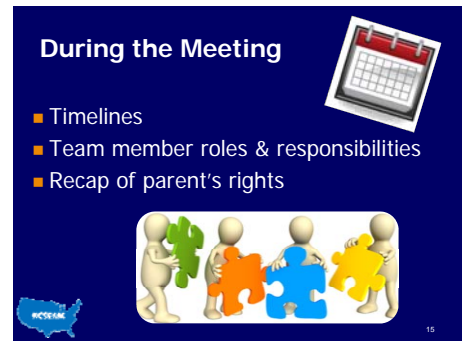 During the Meeting
Timelines
Team member roles & responsibilities
Recap of parent's rights
15